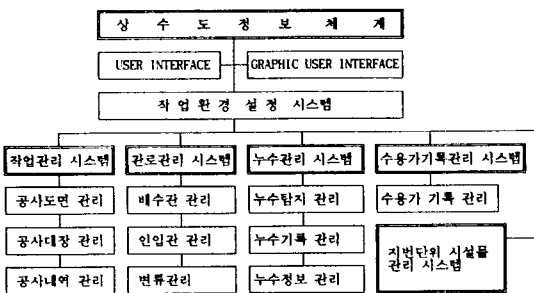 상 수 도 정 보 체 계
USER INTERFACE
GRAPHIC USER INTERFACE
작 업 환 경 설 정 시스템
작업관리 시스템
관로관리 시스템
누수관리 시스템
수용가기록관리 시스템
공사도면 관리
배수관 관리
누수탐지 관리
수용가 기록 관리
공사대장 관리
인입관 관리
누수기록 관리
지번단위 시설물
관리 시스템
공사내역 관리
변류관리
누수정보 관리